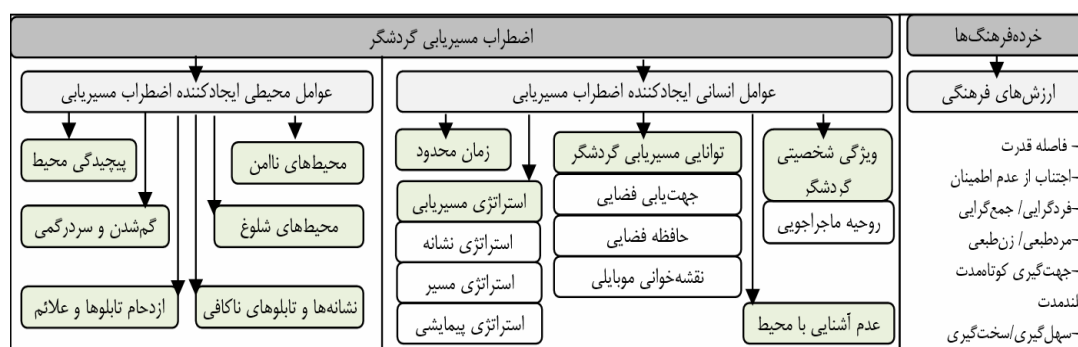 خرده‌فرهنگ‌ها
ارزش‌های فرهنگی
- فاصله قدرت
-اجتناب از عدم اطمینان
-فردگرایی/ جمع‌گرایی
-مردطبعی/ زن‌طبعی
-جهت‌گیری کوتاه‌مدت
لندمدت
-سهل‌گیری/سخت‌گیری
اضطراب مسیریابی گردشگر
عوامل انسانی ایجادکننده اضطراب مسیریابی
ویژگی شخصیتی
گردشگر
روحیه ماجراجویی
عدم آشنایی با محیط
توانایی مسیریابی گردشگر
جهت‌یابی فضایی
حافظه فضایی
نقشه‌خوانی موبایلی
زمان محدود
استراتژی مسیریابی
استراتژی نشانه
استراتژی مسیر
استراتژی پیمایشی
عوامل محیطی ایجادکننده اضطراب مسیریابی
محیط‌های ناامن
پیچیدگی محیط
محیط‌های شلوغ
گم‌شدن و سردرگمی
نشانه‌ها و تابلوهای ناکافی
ازدحام تابلوها و علائم